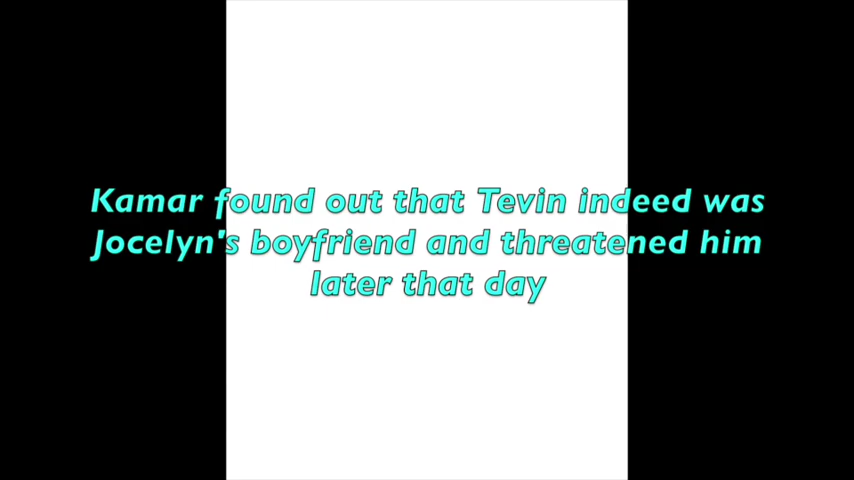 Kamar found out that Tevin indeed was
Jocelyn's boyfriend and threatened him
later that day